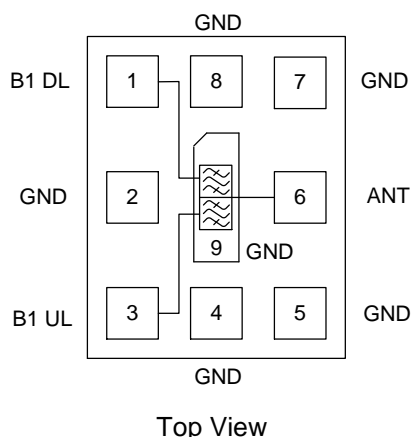 GND
B1 DL
1
8
7
GND
GND
2
6
ANT
9
GND
B1 UL
3
4
5
GND
GND
Top View